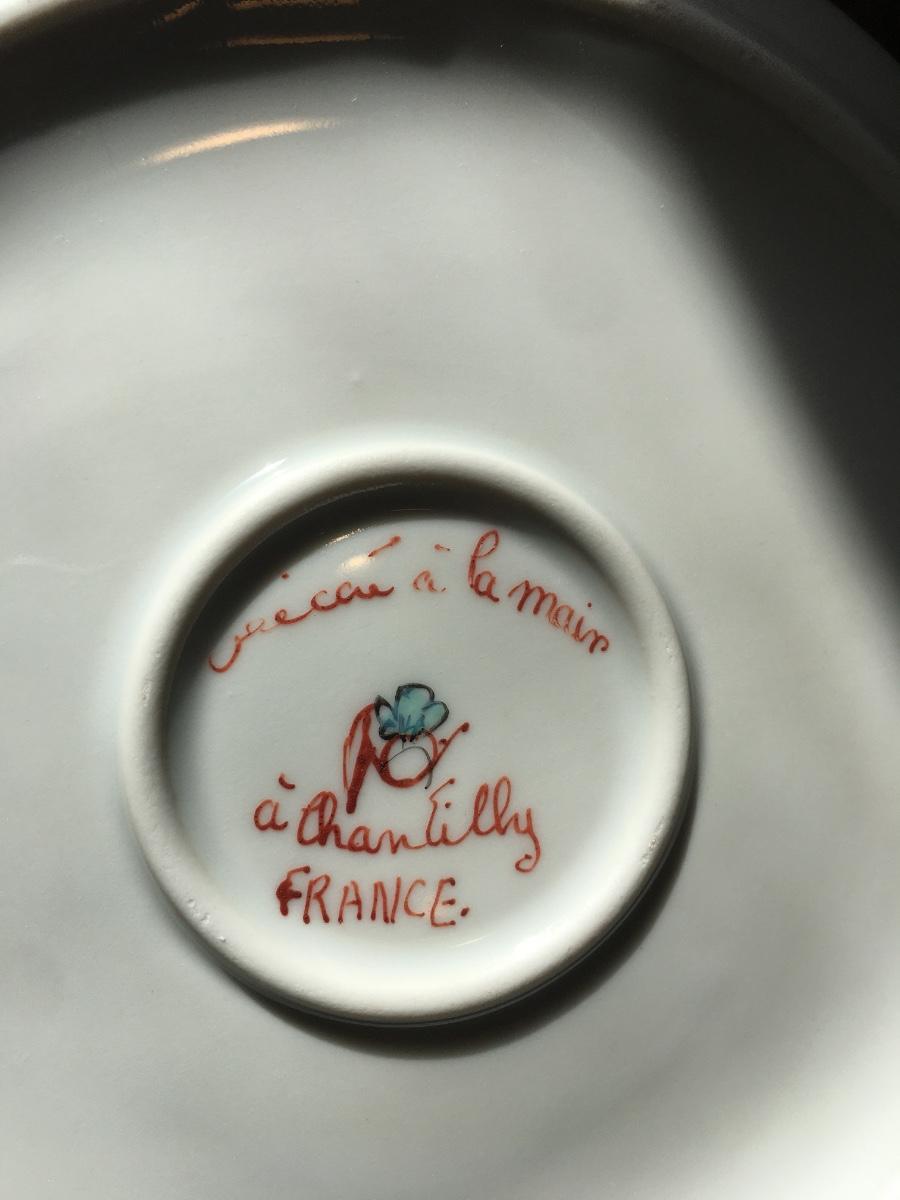 à la main
à Chantilly
FRANCE.